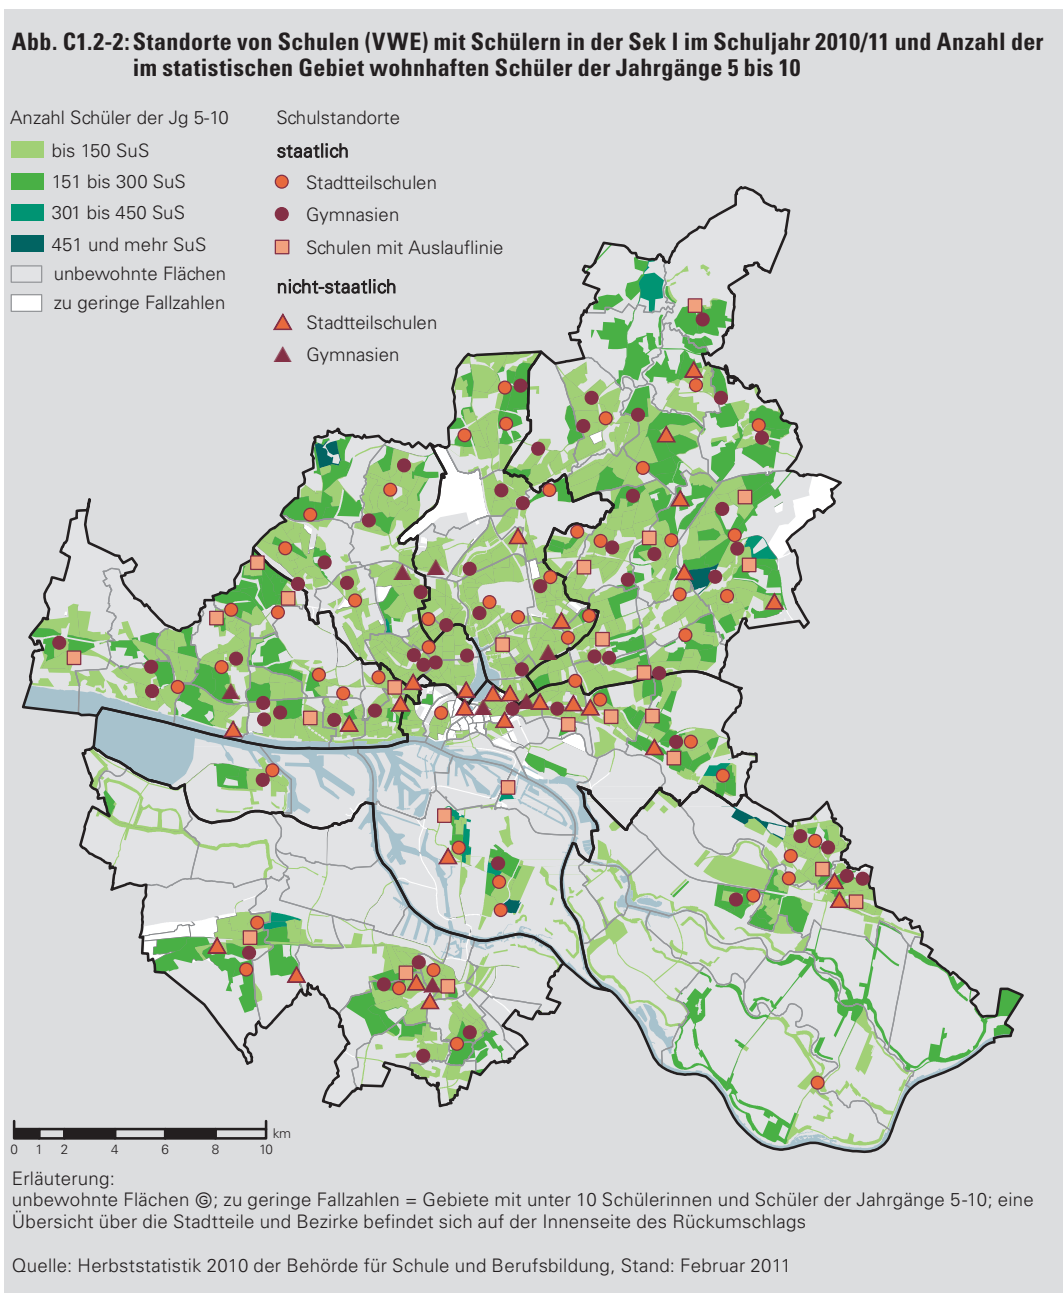 Abb. C1.2-2: Standorte von Schulen (VWE) mit Schülern in der Sek I im Schuljahr 2010/11 und Anzahl der
im statistischen Gebiet wohnhaften Schüler der Jahrgänge 5 bis 10
Anzahl Schüler der Jg 5-10
bis 150 SuS
151 bis 300 SuS
301 bis 450 SuS
451 und mehr SuS
unbewohnte Flächen
zu geringe Fallzahlen
Schulstandorte
staatlich
Stadtteilschulen
Gymnasien
Schulen mit Auslauflinie
nicht-staatlich
Stadtteilschulen
Gymnasien
km
0 1 2 4 6 8 10
Erläuterung:
unbewohnte Flächen ©; zu geringe Fallzahlen = Gebiete mit unter 10 Schülerinnen und Schüler der Jahrgänge 5-10; eine
Übersicht über die Stadtteile und Bezirke befindet sich auf der Innenseite des Rückumschlags
Quelle: Herbststatistik 2010 der Behörde für Schule und Berufsbildung, Stand: Februar 2011